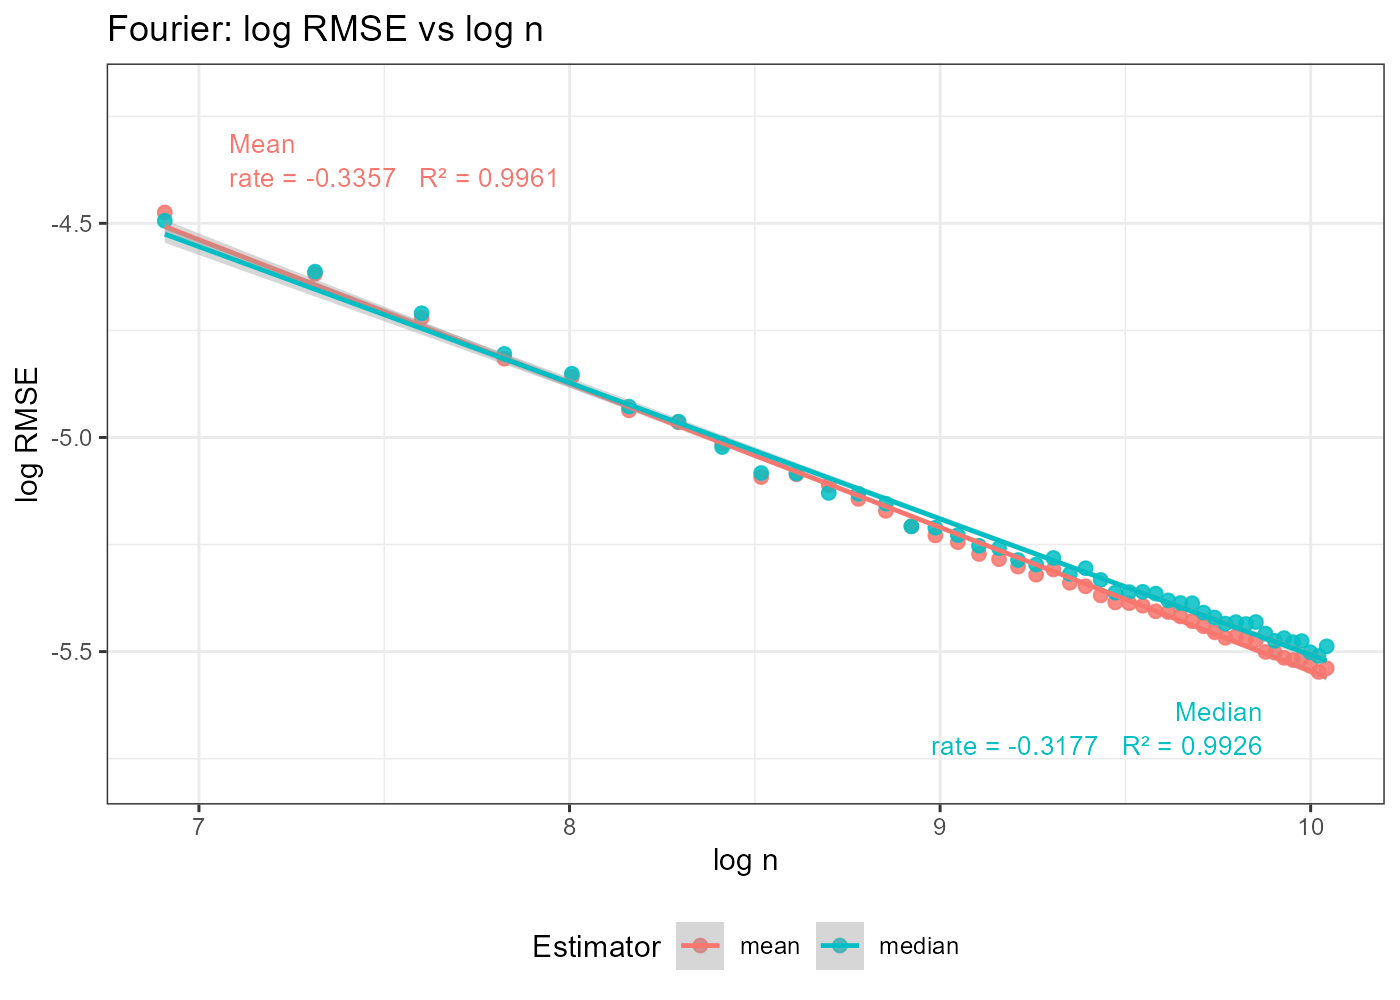 Fourier: log RMSE vs log n
Mean
rate = -0.3357   R² = 0.9961
-4.5
-5.0
-5.5
log RMSE
Median
rate = -0.3177   R² = 0.9926
7 8 9 10
log n
Estimator mean median